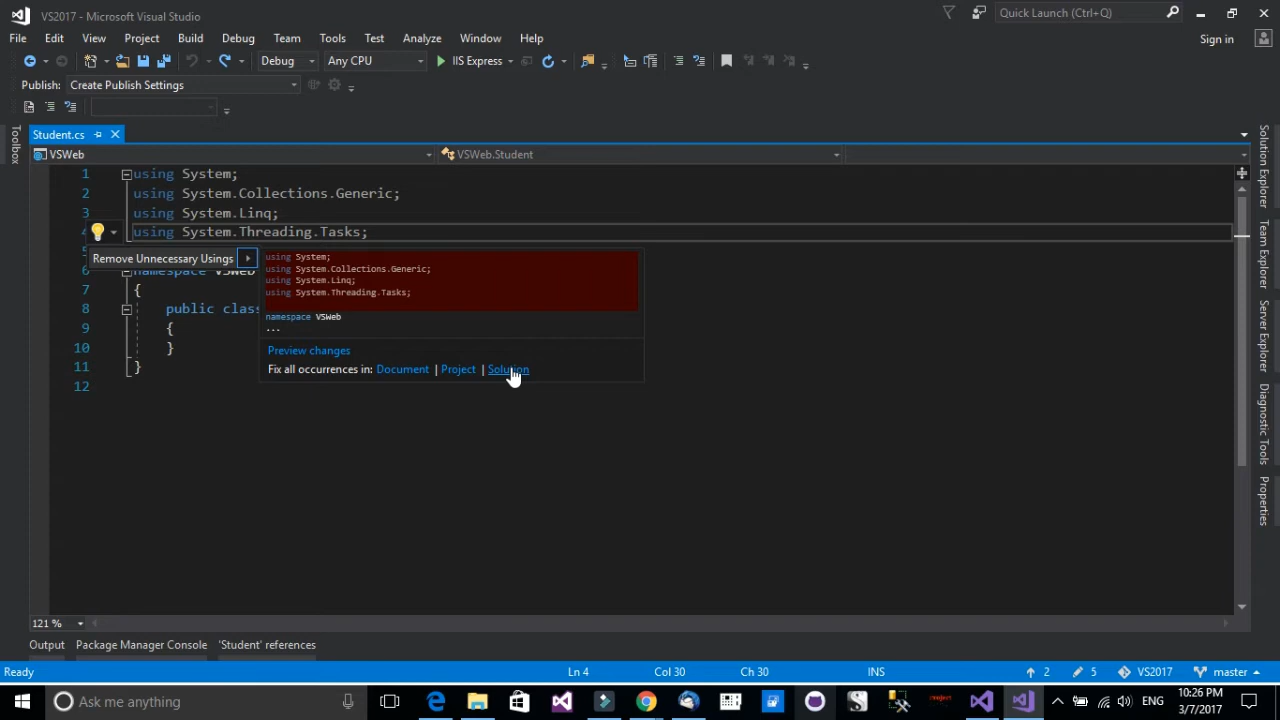 VS2017 - Microsoft Visual Studio
Quick Launch (Ctrl+Q)
File Edit View Project Build Debug Team Tools Test Analyze Window Help
Sign in
Debug Any CPU IIS Express
Publish: Create Publish Settings
Student.cs
VSWeb VSWeb.Student
Toolbox
1 using System;
2 using System.Collections.Generic;
3 using System.Linq;
4 using System.Threading.Tasks;
Remove Unnecessary Usings
using System;
using System.Collections.Generic;
using System.Linq;
using System.Threading.Tasks;
namespace VSWeb
...
Preview changes
Fix all occurrences in: Document | Project | Solution
6 namespace VSWeb
7 {
8 public class
9 {
10 }
11 }
12
Solution Explorer
Team Explorer
Server Explorer
Diagnostic Tools
Properties
121 %
Output Package Manager Console 'Student' references
Ready Ln 4 Col 30 Ch 30 INS 2 5 VS2017 master
Ask me anything
ENG
10:26 PM
3/7/2017